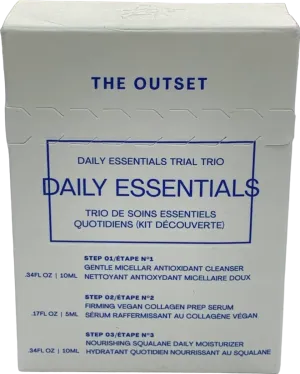 THE OUTSET
DAILY ESSENTIALS TRIAL TRIO
DAILY ESSENTIALS
TRIO DE SOINS ESSENTIELS
QUOTIDIENS (KIT DÉCOUVERTE)
STEP 01/ÉTAPE Nº1
GENTLE MICELLAR ANTIOXIDANT CLEANSER
.34FL OZ | 10ML NETTOYANT ANTIOXYDANT MICELLAIRE DOUX
STEP 02/ÉTAPE Nº2
FIRMING VEGAN COLLAGEN PREP SERUM
.17FL OZ | 5ML SÉRUM RAFFERMISSANT AU COLLAGÈNE VÉGAN
STEP 03/ÉTAPE Nº3
NOURISHING SQUALANE DAILY MOISTURIZER
.34FL OZ | 10ML HYDRATANT QUOTIDIEN NOURRISSANT AU SQUALANE